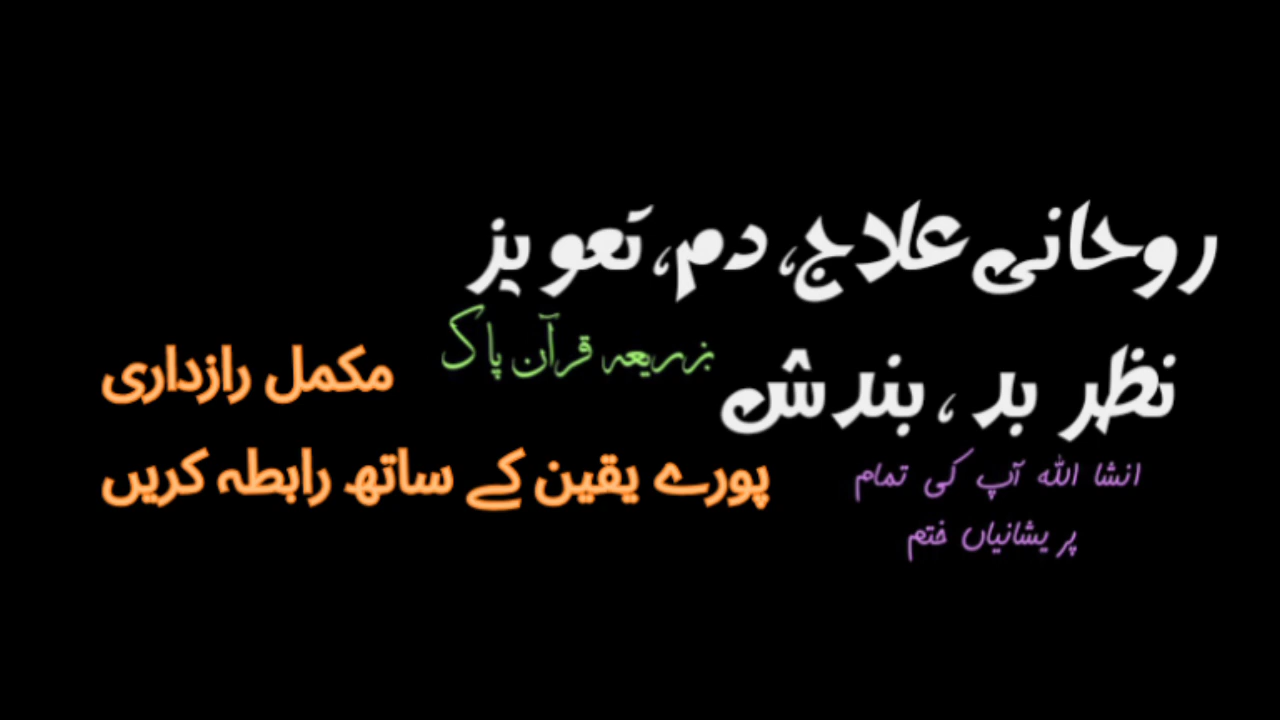 روحانی علاج، دم، تعویز
بزریعہ قرآن پاک
نظر بد ، بندش
مکمل رازداری
پورے یقین کے ساتھ رابطہ کریں
انشا اللہ آپ کی تمام
پریشانیاں ختم